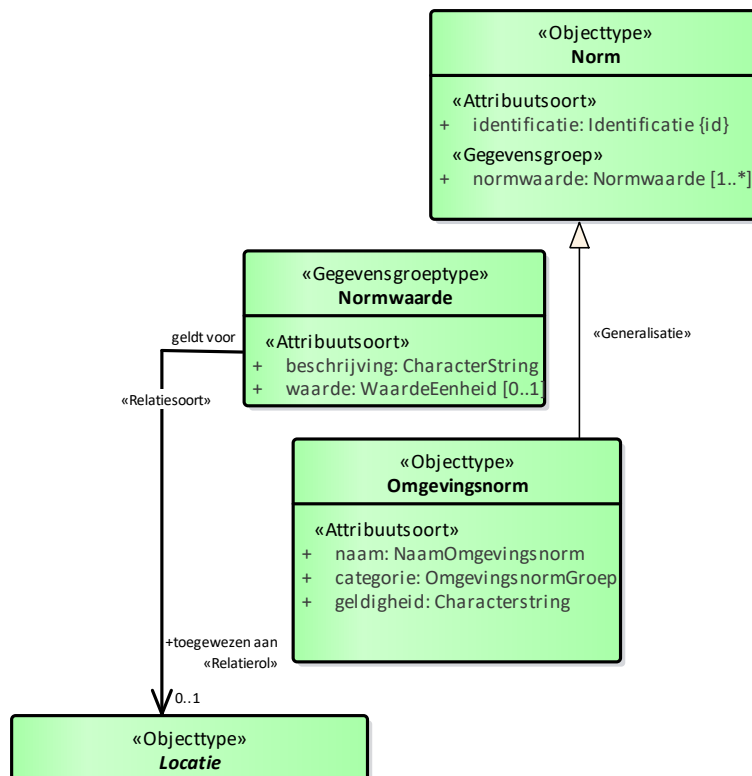 «Objecttype»
Norm
«Attribuutsoort»
+ identificatie: Identificatie {id}
«Gegevensgroep»
+ normwaarde: Normwaarde [1..*]
«Gegevensgroeptype»
Normwaarde
«Attribuutsoort»
+ beschrijving: CharacterString
+ waarde: WaardeEenheid [0..1]
geldt voor
«Relatiesoort»
«Generalisatie»
«Objecttype»
Omgevingsnorm
«Attribuutsoort»
+ naam: NaamOmgevingsnorm
+ categorie: OmgevingsnormGroep
+ geldigheid: Characterstring
+toegewezen aan
«Relatierol»
0..1
«Objecttype»
Locatie